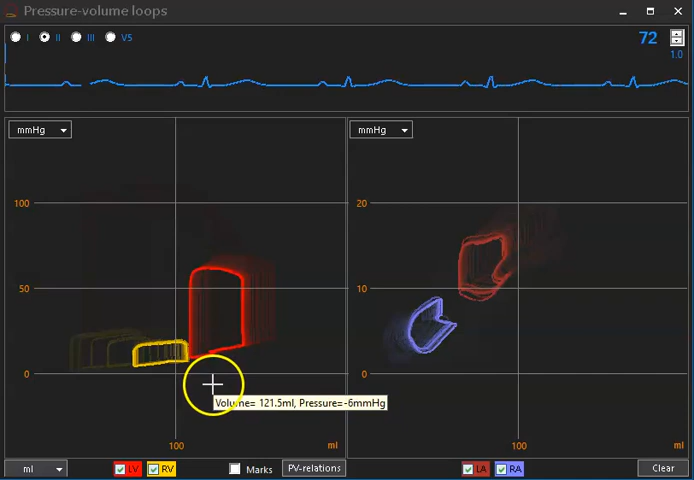 Pressure-volume loops
I II III V5 72
1.0
mmHg mmHg
100 20
50 10
0 0
Volume= 121.5ml, Pressure=-6mmHg
100 ml 100 ml
ml LV RV Marks PV-relations LA RA Clear